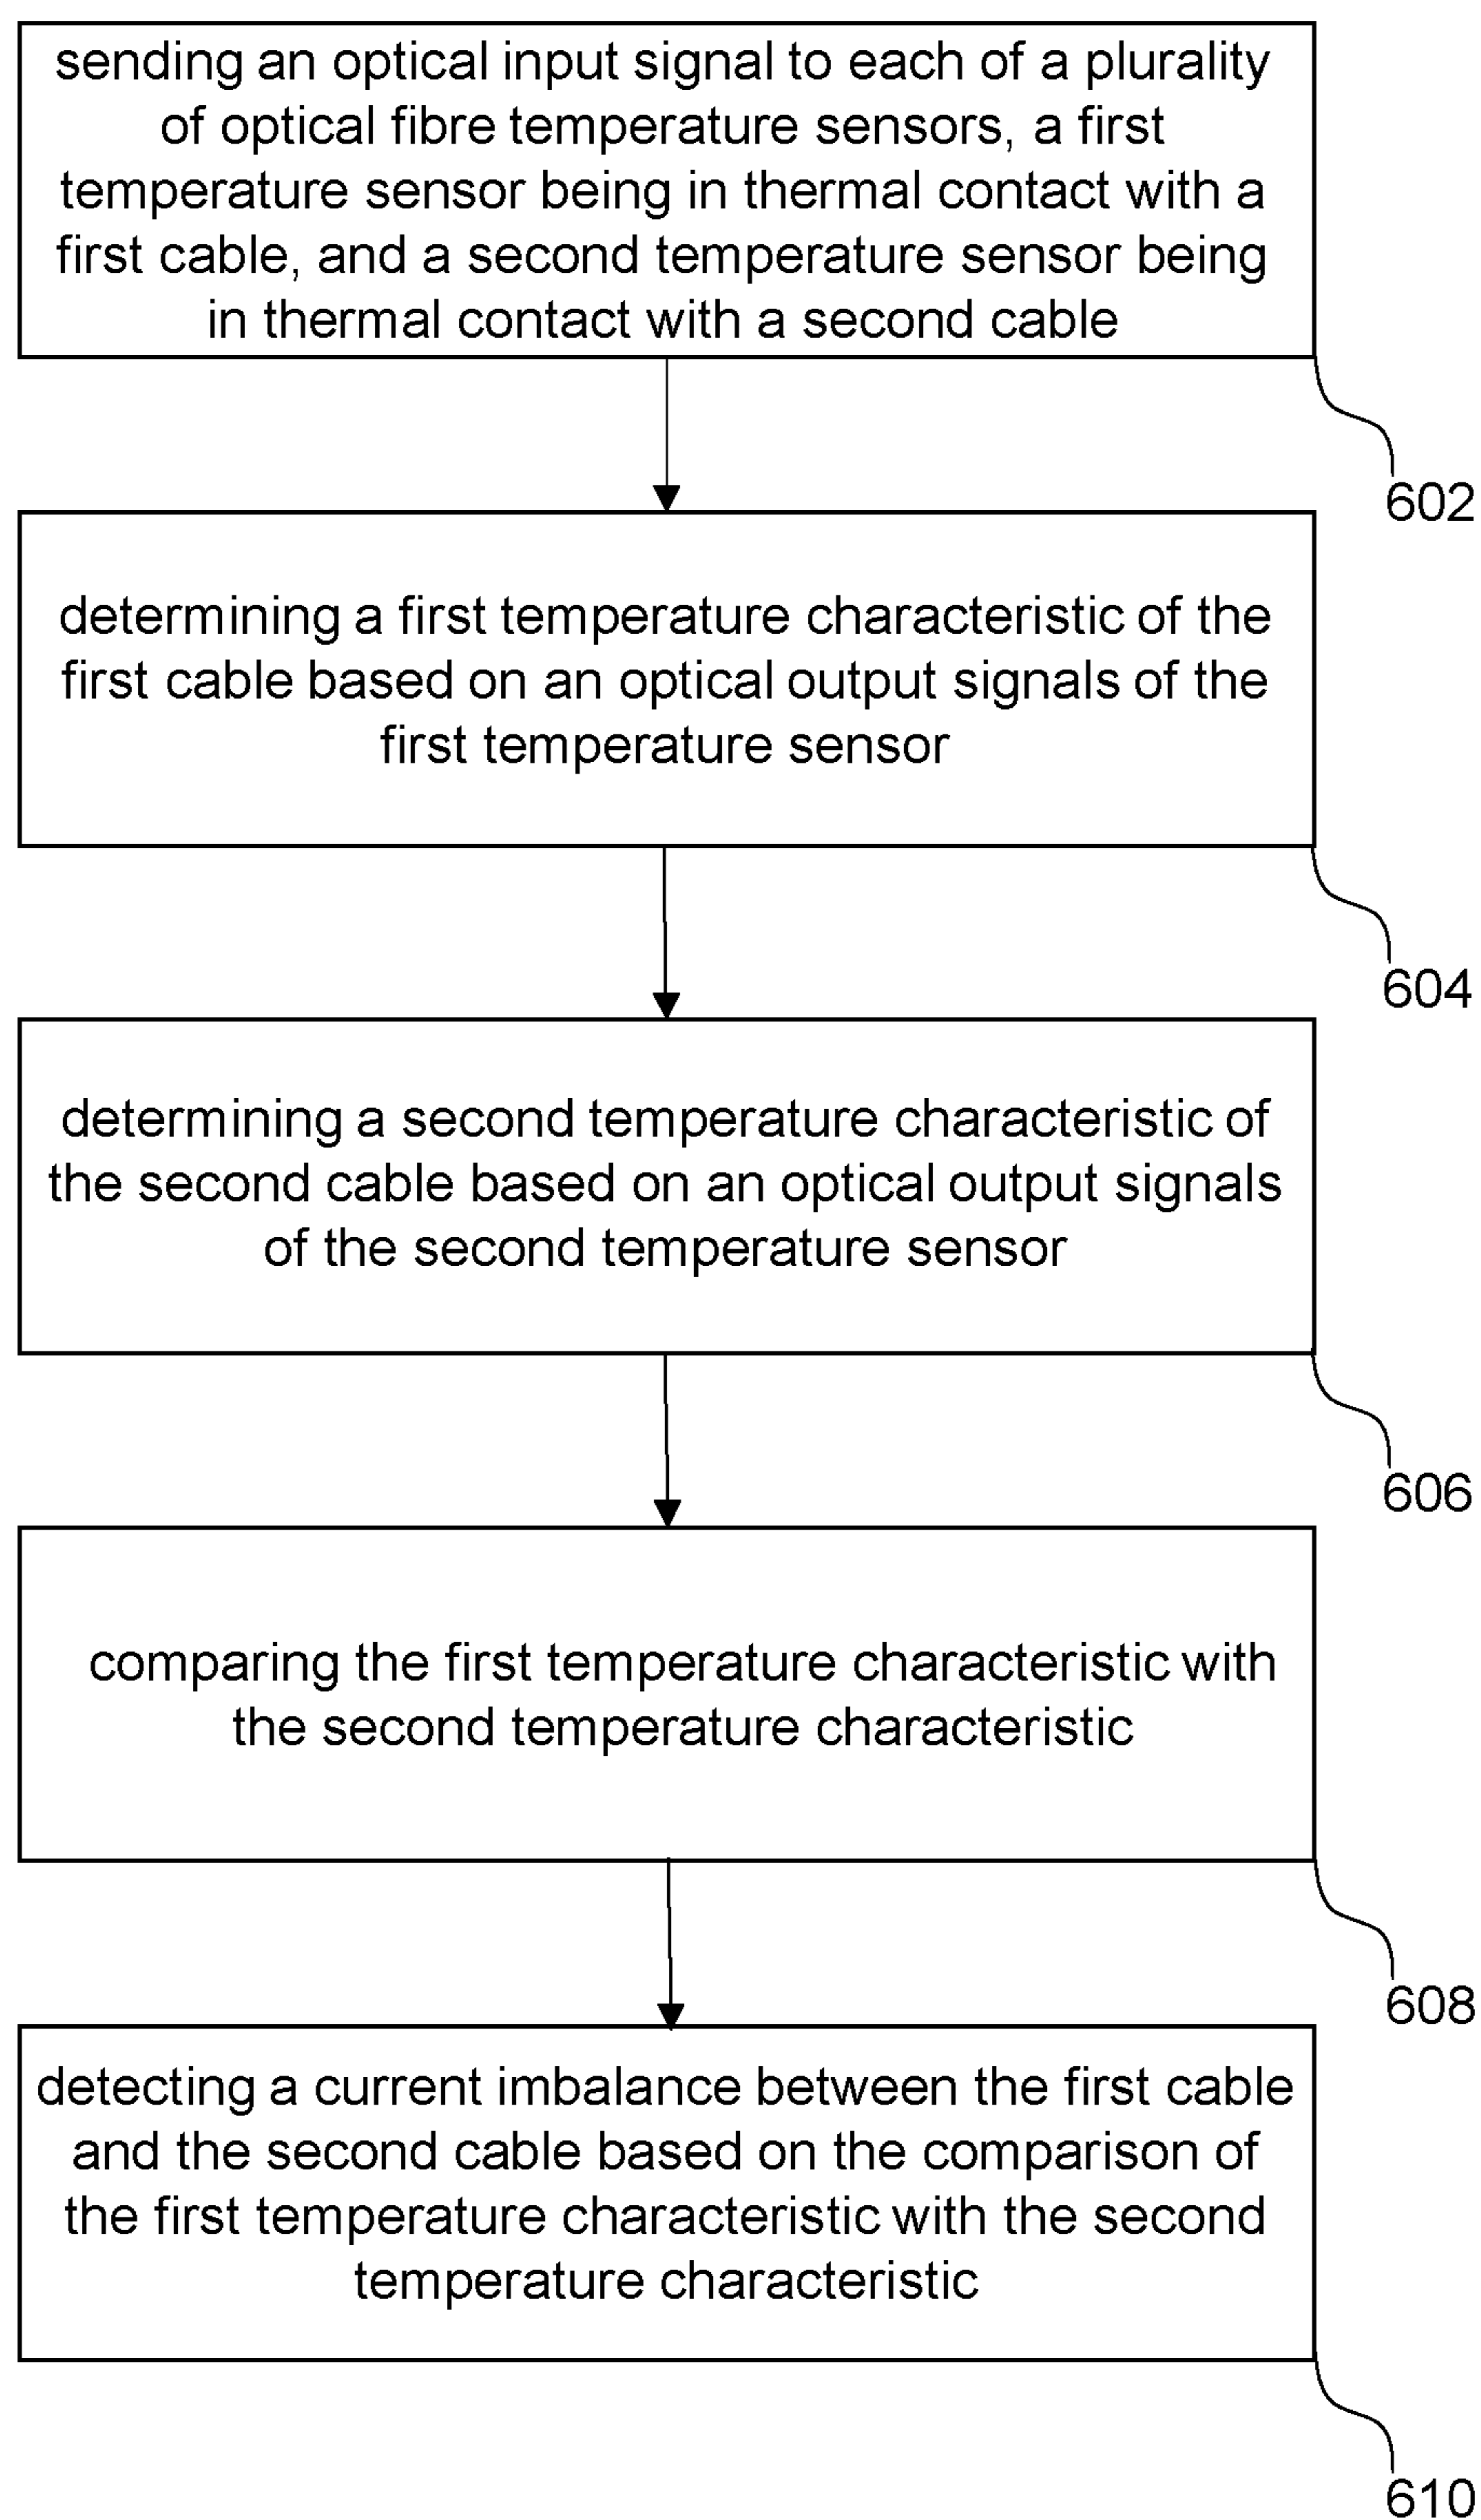 sending an optical input signal to each of a plurality
of optical fibre temperature sensors, a first
temperature sensor being in thermal contact with a
first cable, and a second temperature sensor being
in thermal contact with a second cable
602
determining a first temperature characteristic of the
first cable based on an optical output signals of the
first temperature sensor
604
determining a second temperature characteristic of
the second cable based on an optical output signals
of the second temperature sensor
606
comparing the first temperature characteristic with
the second temperature characteristic
608
detecting a current imbalance between the first cable
and the second cable based on the comparison of
the first temperature characteristic with the second
temperature characteristic
610